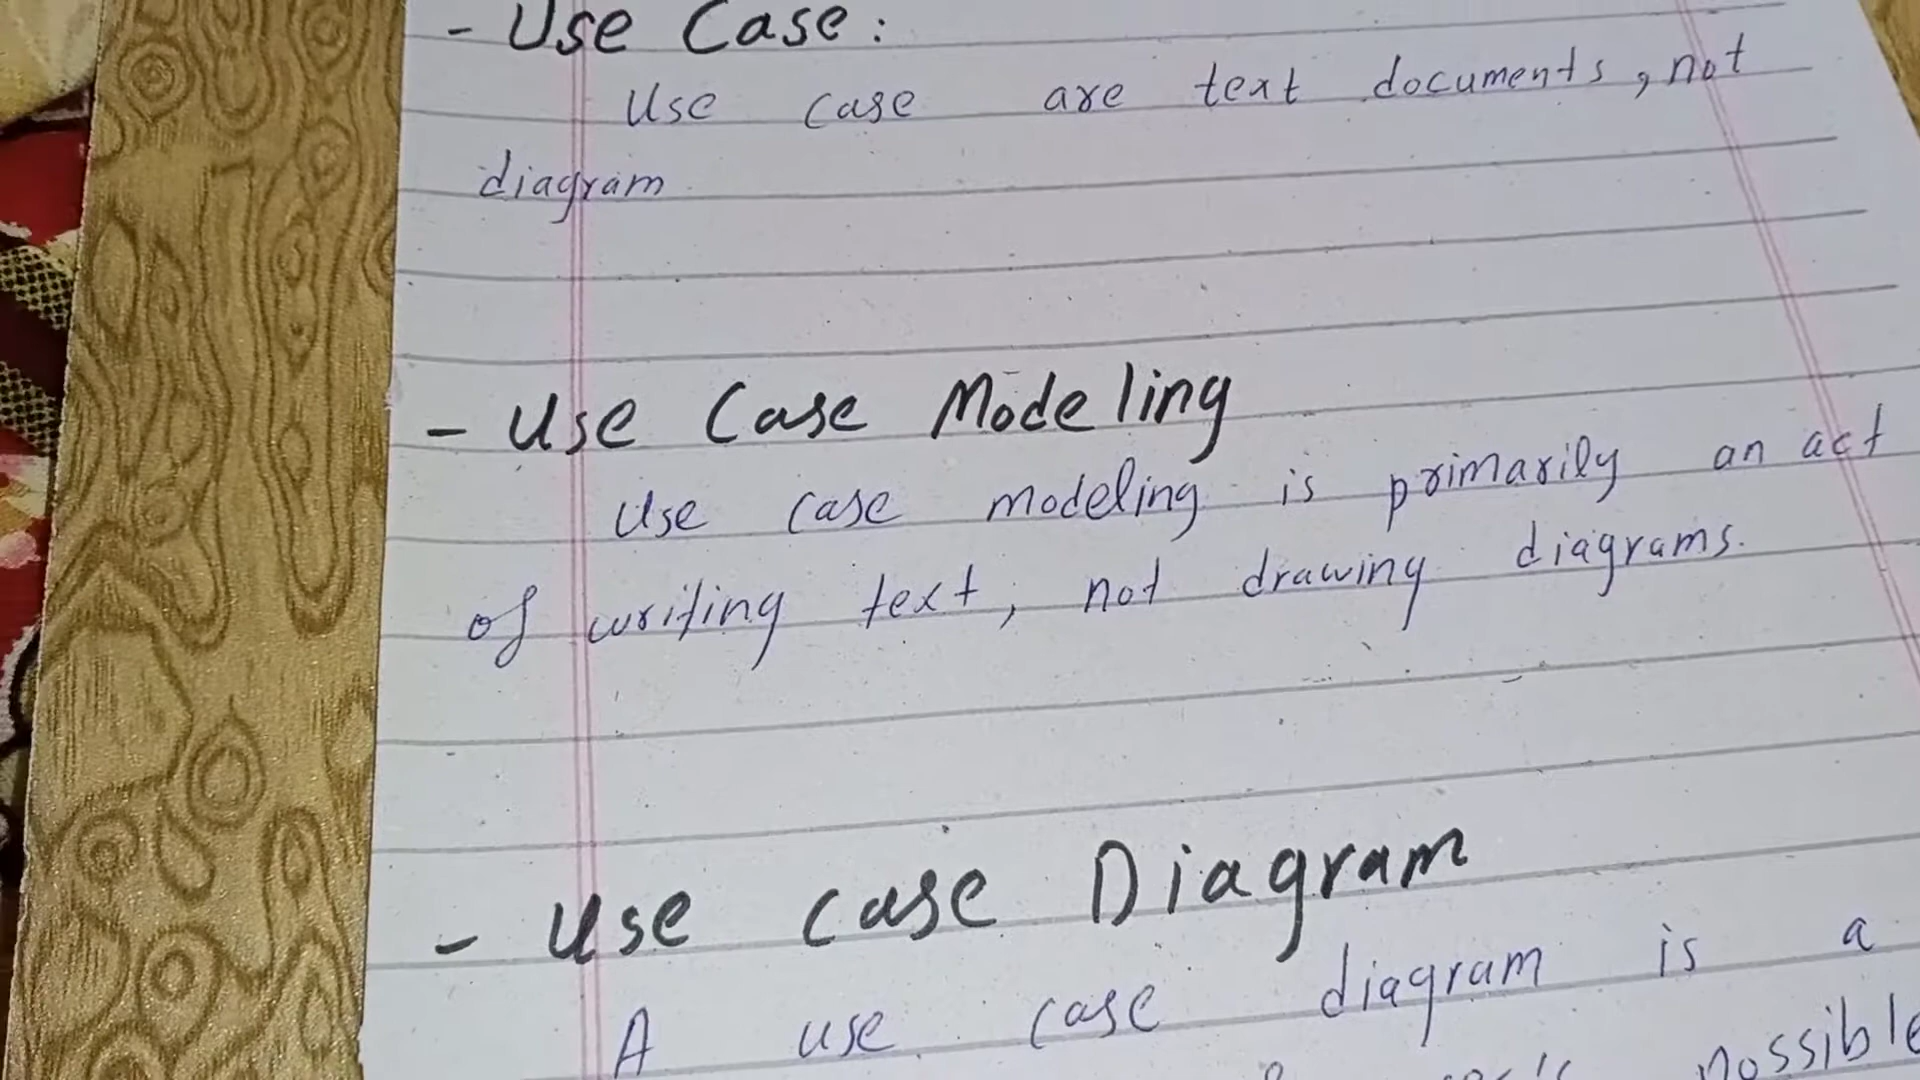 - Use Case:
Use case are text documents, not
diagram
- Use Case Modeling
Use case modeling is primarily an act
of writing text, not drawing diagrams.
- Use case Diagram
A use case diagram is a
possible